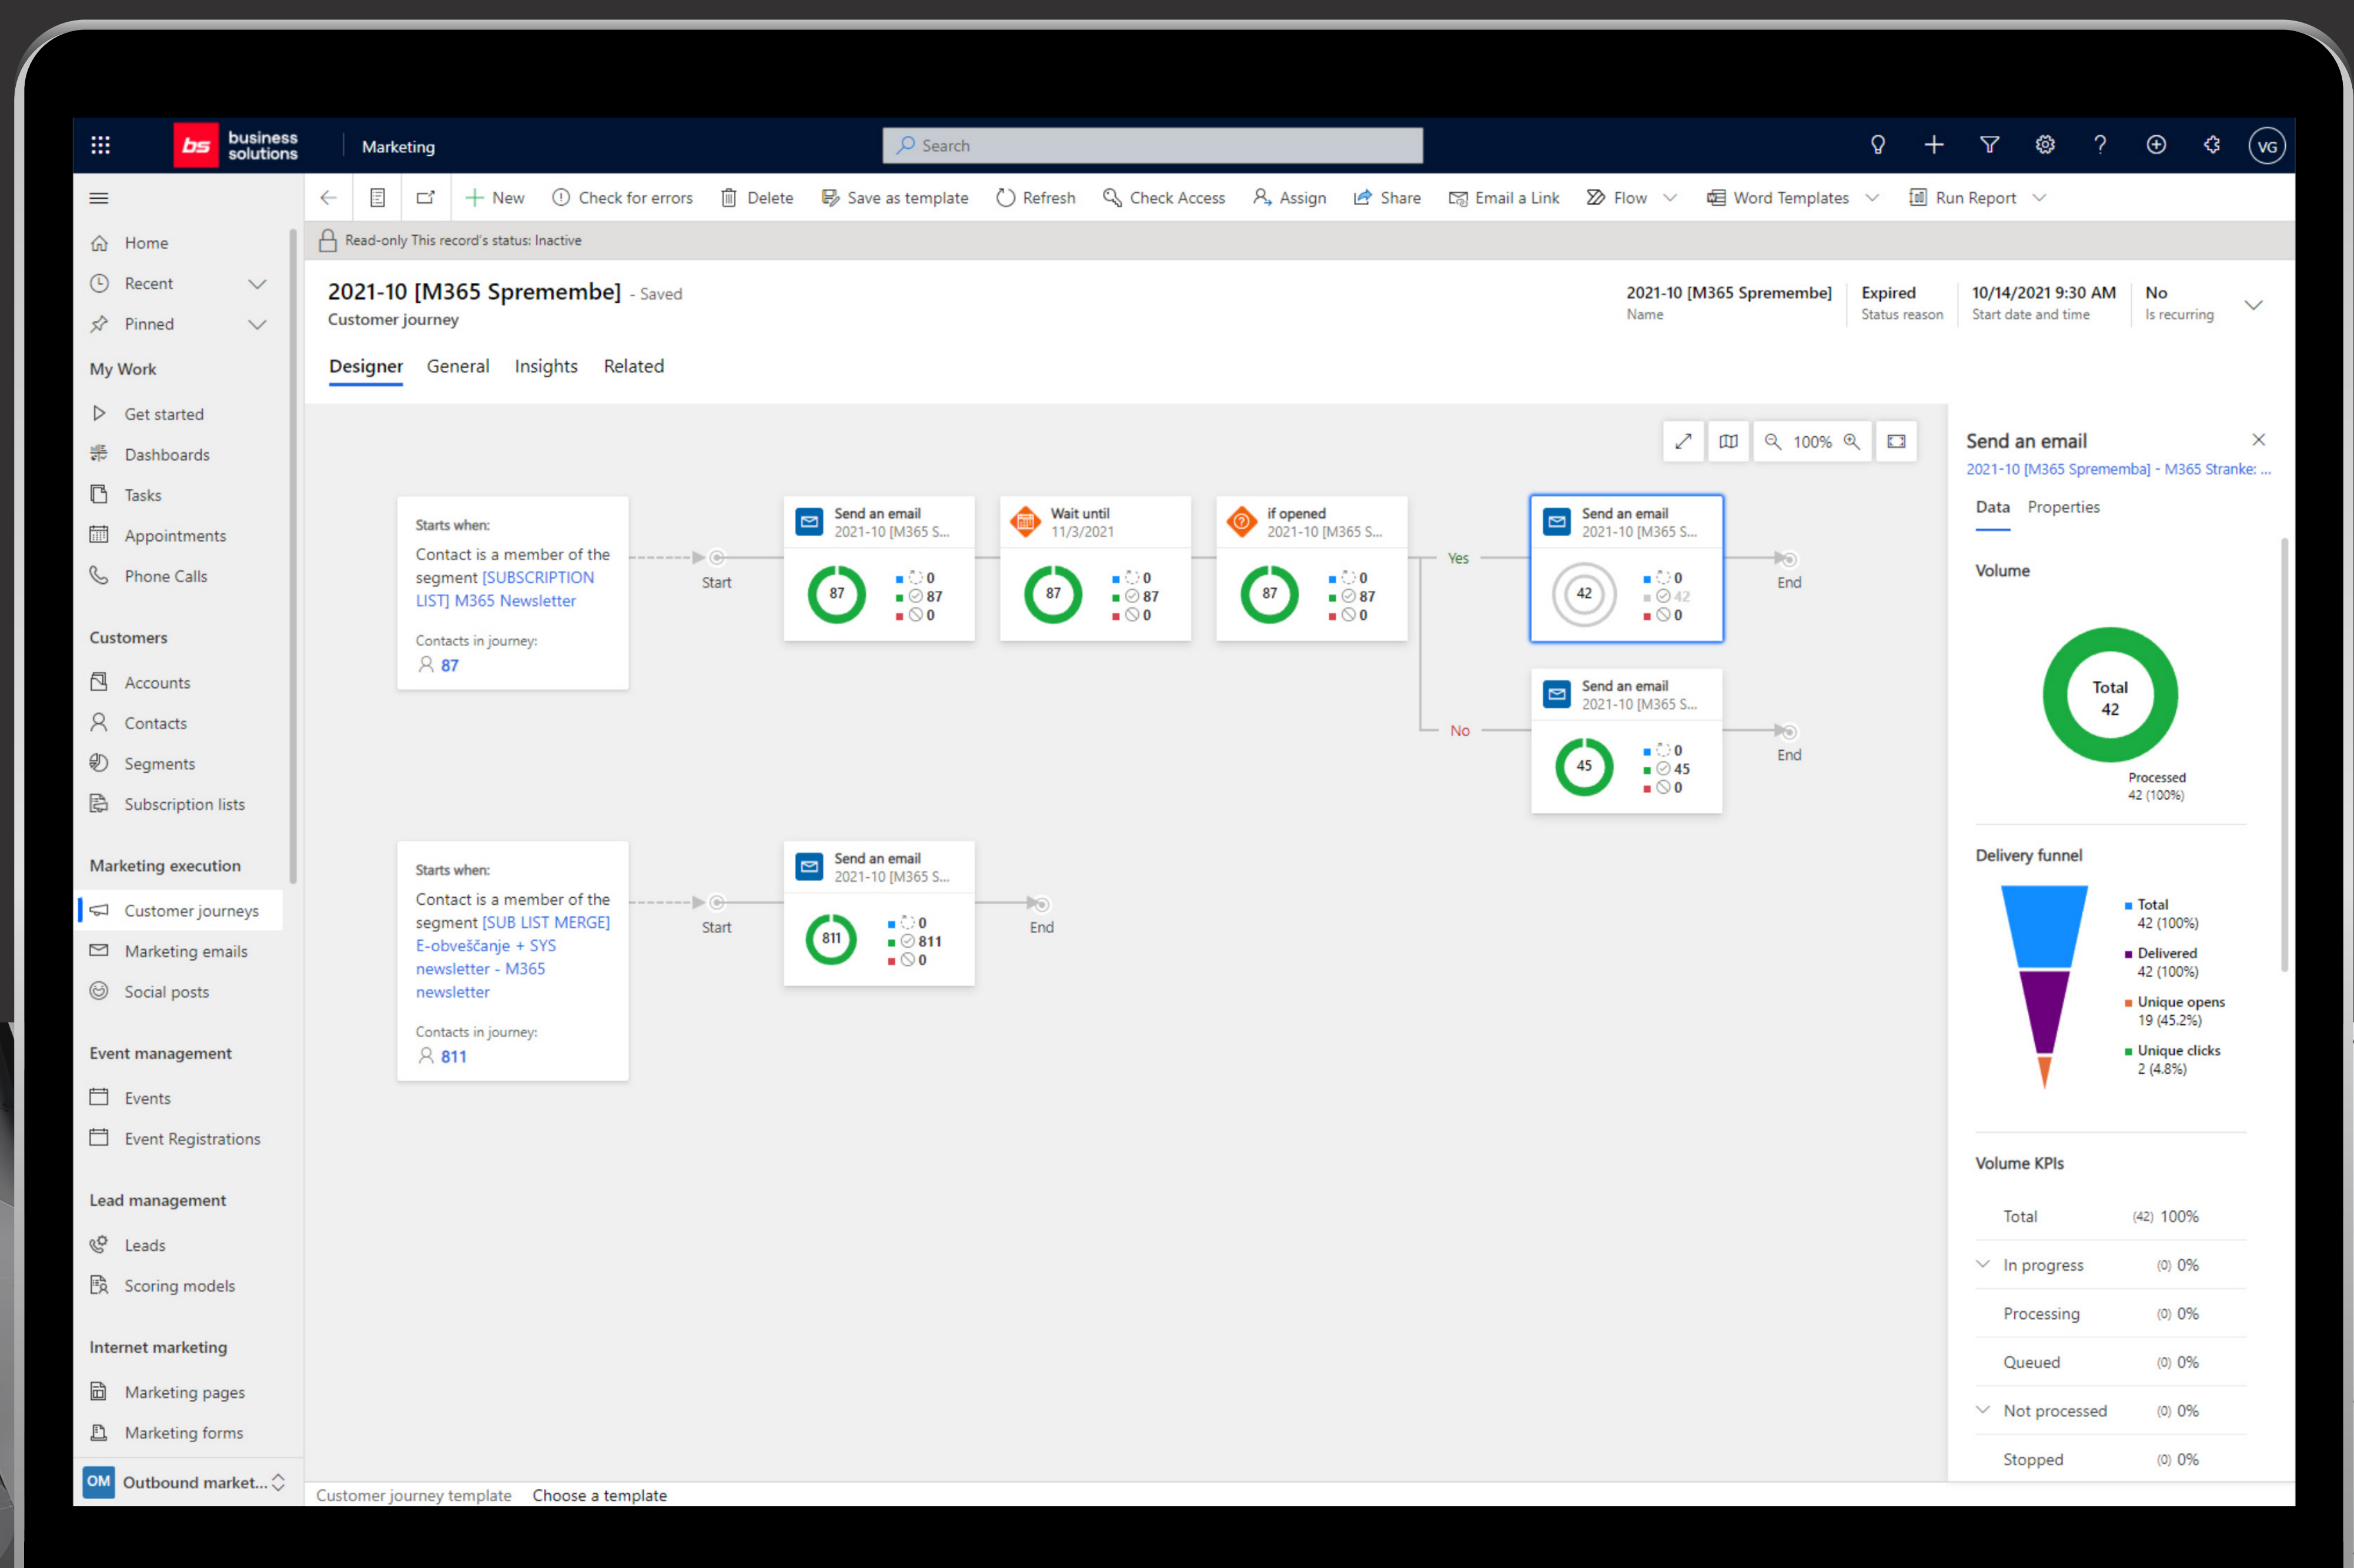 bs business
solutions
Marketing
Search
VG
New
Check for errors
Delete
Save as template
Refresh
Check Access
Assign
Share
Email a Link
Flow
Word Templates
Run Report
Read-only This record's status: Inactive
Home
Recent
Pinned
My Work
Get started
Dashboards
Tasks
Appointments
Phone Calls
Customers
Accounts
Contacts
Segments
Subscription lists
Marketing execution
Customer journeys
Marketing emails
Social posts
Event management
Events
Event Registrations
Lead management
Leads
Scoring models
Internet marketing
Marketing pages
Marketing forms
OM Outbound market...
2021-10 [M365 Spremembe] - Saved
Customer journey
2021-10 [M365 Spremembe]
Name
Expired
Status reason
10/14/2021 9:30 AM
Start date and time
No
Is recurring
Designer
General
Insights
Related
100%
Starts when:
Contact is a member of the
segment [SUBSCRIPTION
LIST] M365 Newsletter
Contacts in journey:
87
Start
Send an email
2021-10 [M365 S...
87
0
87
0
Wait until
11/3/2021
87
0
87
0
if opened
2021-10 [M365 S...
87
0
87
0
Yes
Send an email
2021-10 [M365 S...
42
0
42
0
End
No
Send an email
2021-10 [M365 S...
45
0
45
0
End
Starts when:
Contact is a member of the
segment [SUB LIST MERGE]
E-obveščanje + SYS
newsletter - M365
newsletter
Contacts in journey:
811
Start
Send an email
2021-10 [M365 S...
811
0
811
0
End
Send an email
2021-10 [M365 Sprememba] - M365 Stranke: ...
Data
Properties
Volume
Total
42
Processed
42 (100%)
Delivery funnel
Total
42 (100%)
Delivered
42 (100%)
Unique opens
19 (45.2%)
Unique clicks
2 (4.8%)
Volume KPIs
Total (42) 100%
In progress (0) 0%
Processing (0) 0%
Queued (0) 0%
Not processed (0) 0%
Stopped (0) 0%
Customer journey template Choose a template